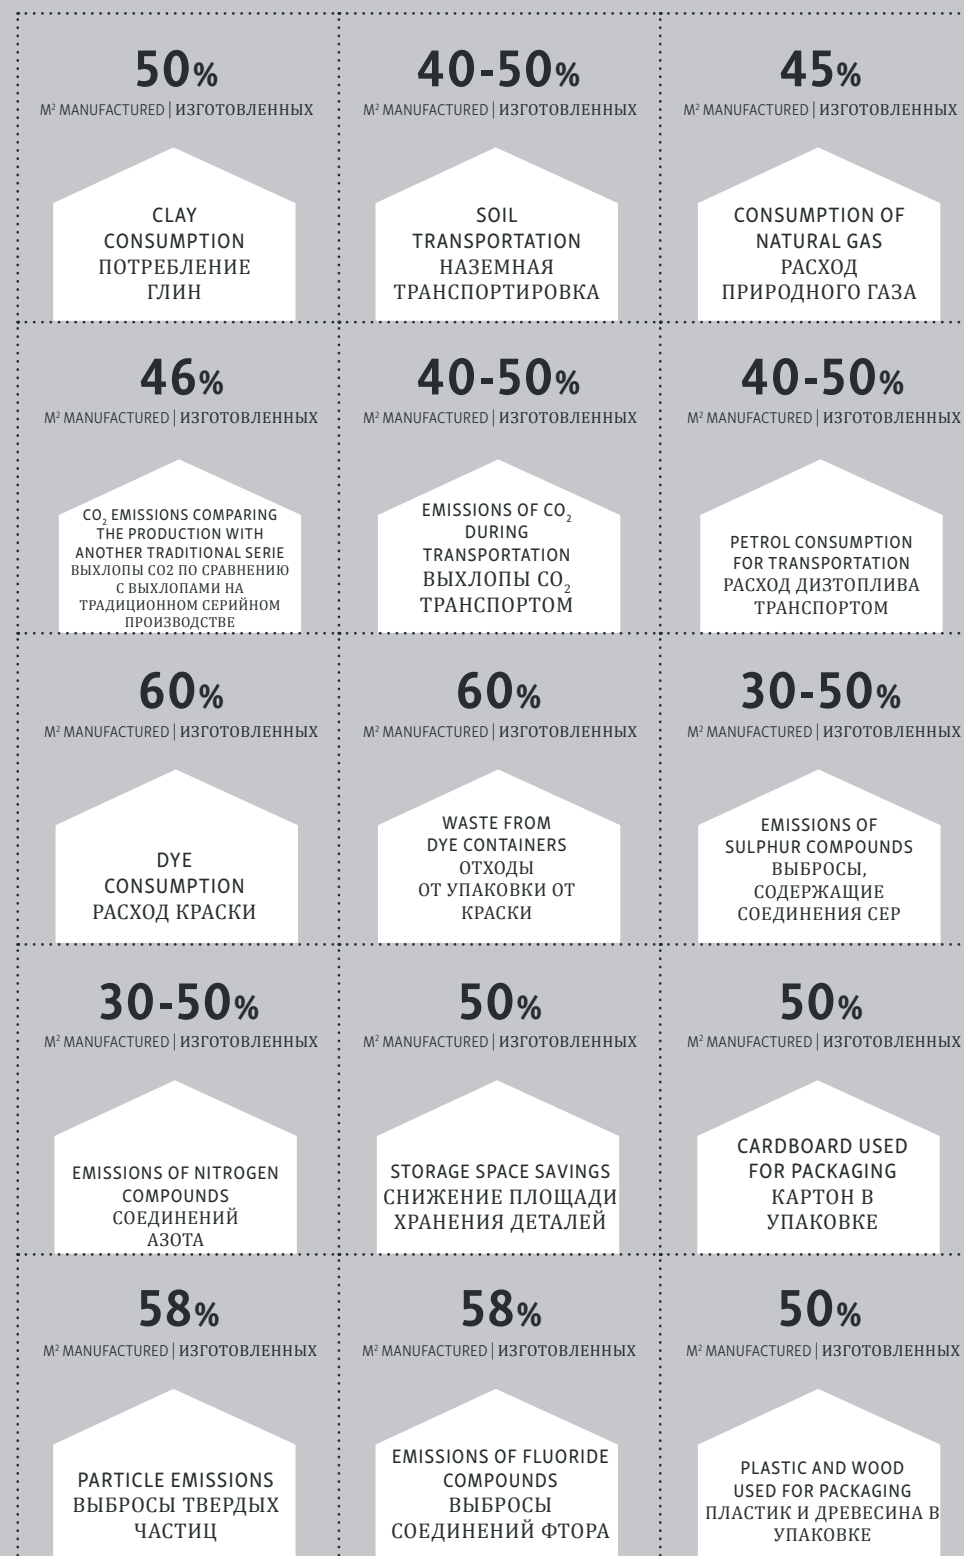 50%
M² MANUFACTURED | ИЗГОТОВЛЕННЫХ
CLAY
CONSUMPTION
ПОТРЕБЛЕНИЕ
ГЛИН
40-50%
M² MANUFACTURED | ИЗГОТОВЛЕННЫХ
SOIL
TRANSPORTATION
НАЗЕМНАЯ
ТРАНСПОРТИРОВКА
45%
M² MANUFACTURED | ИЗГОТОВЛЕННЫХ
CONSUMPTION OF
NATURAL GAS
РАСХОД
ПРИРОДНОГО ГАЗА
46%
M² MANUFACTURED | ИЗГОТОВЛЕННЫХ
CO₂ EMISSIONS COMPARING
THE PRODUCTION WITH
ANOTHER TRADITIONAL SERIE
ВЫХЛОПЫ CO2 ПО СРАВНЕНИЮ
С ВЫХЛОПАМИ НА
ТРАДИЦИОННОМ СЕРИЙНОМ
ПРОИЗВОДСТВЕ
40-50%
M² MANUFACTURED | ИЗГОТОВЛЕННЫХ
EMISSIONS OF CO₂
DURING
TRANSPORTATION
ВЫХЛОПЫ CO₂
ТРАНСПОРТОМ
40-50%
M² MANUFACTURED | ИЗГОТОВЛЕННЫХ
PETROL CONSUMPTION
FOR TRANSPORTATION
РАСХОД ДИЗТОПЛИВА
ТРАНСПОРТОМ
60%
M² MANUFACTURED | ИЗГОТОВЛЕННЫХ
DYE
CONSUMPTION
РАСХОД КРАСКИ
60%
M² MANUFACTURED | ИЗГОТОВЛЕННЫХ
WASTE FROM
DYE CONTAINERS
ОТХОДЫ
ОТ УПАКОВКИ ОТ
КРАСКИ
30-50%
M² MANUFACTURED | ИЗГОТОВЛЕННЫХ
EMISSIONS OF
SULPHUR COMPOUNDS
ВЫБРОСЫ,
СОДЕРЖАЩИЕ
СОЕДИНЕНИЯ СЕР
30-50%
M² MANUFACTURED | ИЗГОТОВЛЕННЫХ
EMISSIONS OF NITROGEN
COMPOUNDS
СОЕДИНЕНИЙ
АЗОТА
50%
M² MANUFACTURED | ИЗГОТОВЛЕННЫХ
STORAGE SPACE SAVINGS
СНИЖЕНИЕ ПЛОЩАДИ
ХРАНЕНИЯ ДЕТАЛЕЙ
50%
M² MANUFACTURED | ИЗГОТОВЛЕННЫХ
CARDBOARD USED
FOR PACKAGING
КАРТОН В
УПАКОВКЕ
58%
M² MANUFACTURED | ИЗГОТОВЛЕННЫХ
PARTICLE EMISSIONS
ВЫБРОСЫ ТВЕРДЫХ
ЧАСТИЦ
58%
M² MANUFACTURED | ИЗГОТОВЛЕННЫХ
EMISSIONS OF FLUORIDE
COMPOUNDS
ВЫБРОСЫ
СОЕДИНЕНИЙ ФТОРА
50%
M² MANUFACTURED | ИЗГОТОВЛЕННЫХ
PLASTIC AND WOOD
USED FOR PACKAGING
ПЛАСТИК И ДРЕВЕСИНА В
УПАКОВКЕ